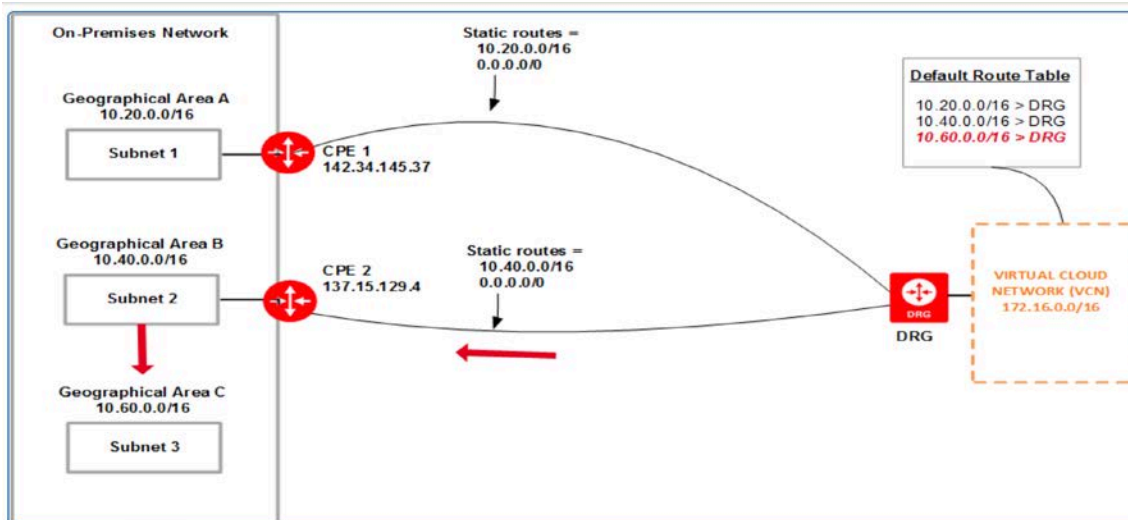 On-Premises Network
Geographical Area A
10.20.0.0/16
Subnet 1
CPE 1
142.34.145.37
Static routes =
10.20.0.0/16
0.0.0.0/0
Geographical Area B
10.40.0.0/16
Subnet 2
CPE 2
137.15.129.4
Static routes =
10.40.0.0/16
0.0.0.0/0
Geographical Area C
10.60.0.0/16
Subnet 3
DRG
DRG
Default Route Table
10.20.0.0/16 > DRG
10.40.0.0/16 > DRG
10.60.0.0/16 > DRG
VIRTUAL CLOUD
NETWORK (VCN)
172.16.0.0/16